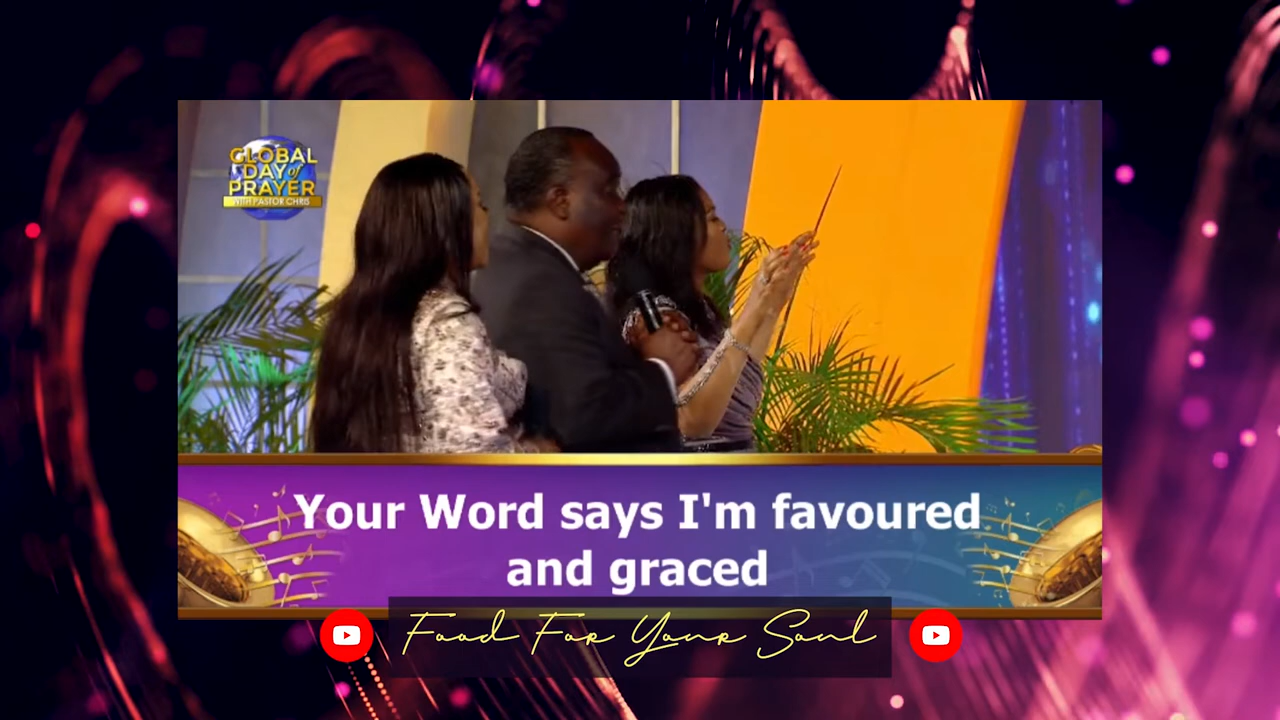 GLOBAL
DAY of
PRAYER
WITH PASTOR CHRIS
Your Word says I'm favoured
and graced
Food For Your Soul